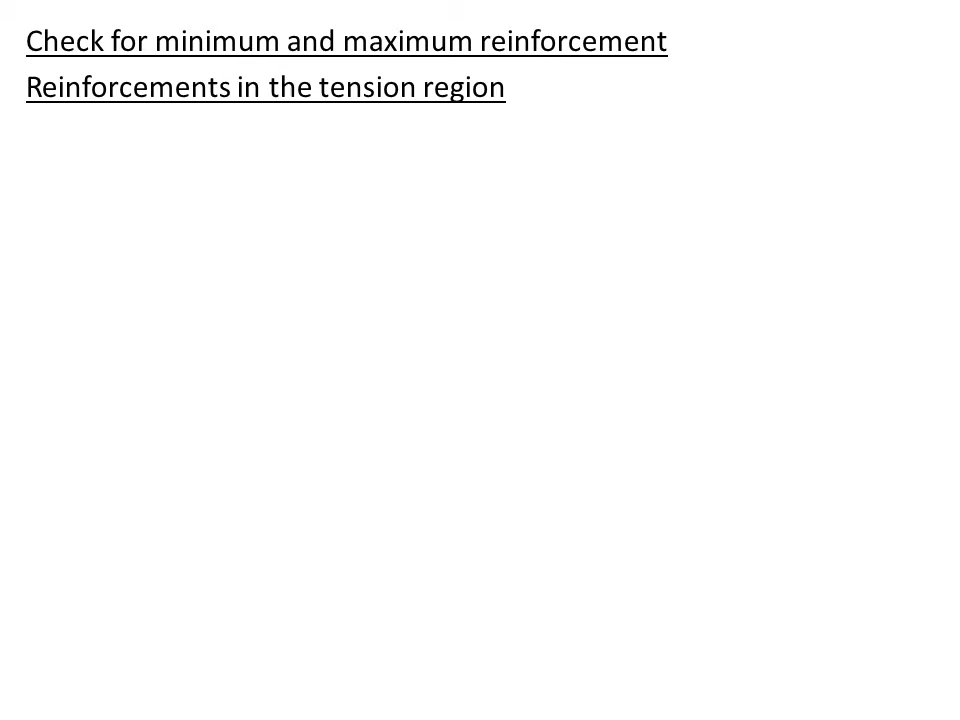 Check for minimum and maximum reinforcement
Reinforcements in the tension region